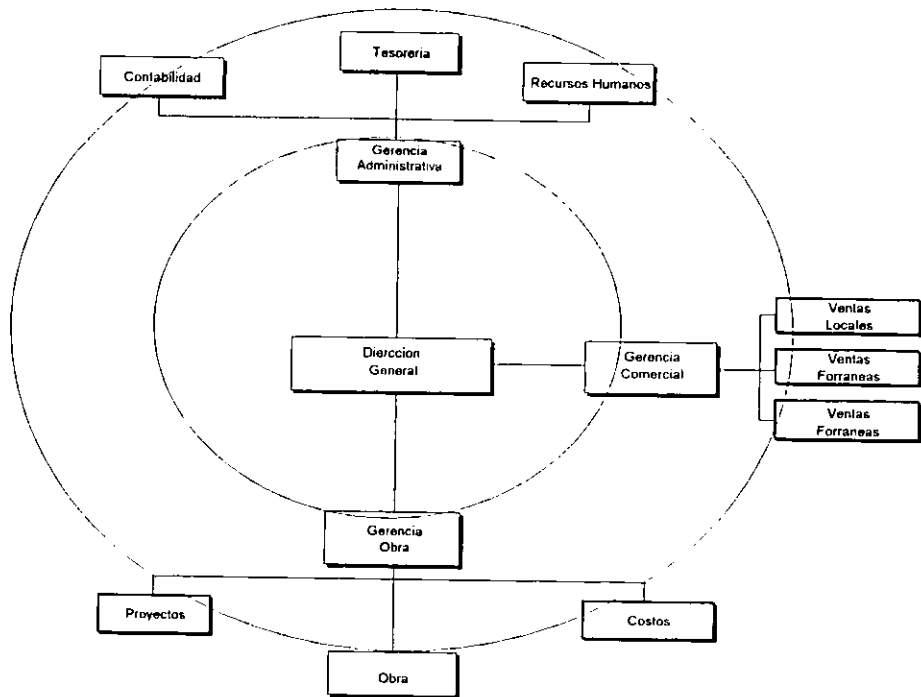 Tesoreria
Contabilidad
Recursos Humanos
Gerencia
Administrativa
Ventas
Locales
Dierccion
General
Gerencia
Comercial
Ventas
Forraneas
Ventas
Forraneas
Gerencia
Obra
Proyectos
Costos
Obra